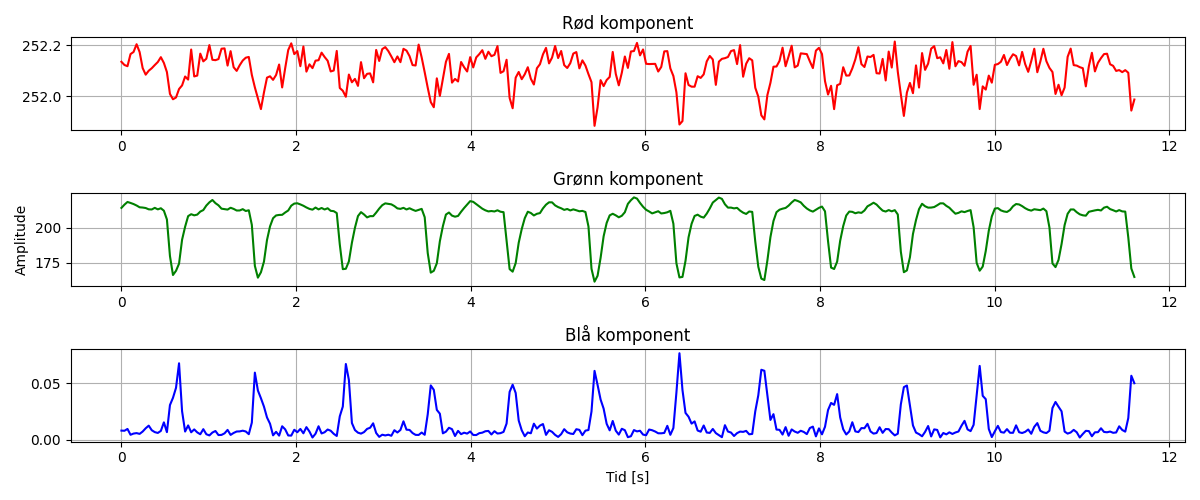 Rød komponent
252.2
252.0
0 2 4 6 8 10 12
Grønn komponent
Amplitude
200
175
0 2 4 6 8 10 12
Blå komponent
0.05
0.00
0 2 4 6 8 10 12
Tid [s]